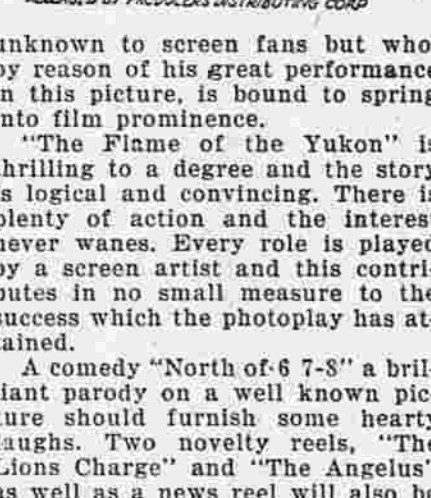 RELEASED BY PRODUCERS DISTRIBUTING CORP
unknown to screen fans but who
by reason of his great performance
in this picture, is bound to spring
into film prominence.
"The Flame of the Yukon" is
thrilling to a degree and the story
is logical and convincing. There is
plenty of action and the interest
never wanes. Every role is played
by a screen artist and this contri-
butes in no small measure to the
success which the photoplay has at-
tained.
A comedy "North of 6 7-8" a bril-
liant parody on a well known pic-
ture should furnish some hearty
laughs. Two novelty reels, "The
Lions Charge" and "The Angelus"
as well as a news reel will also be